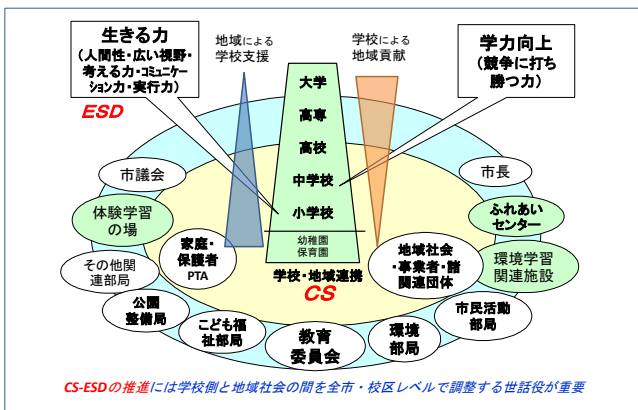 生きる力
（人間性・広い視野・
考える力・コミュニケー
ション力・実行力）
ESD
地域による
学校支援
学校による
地域貢献
学力向上
（競争に打ち
勝つ力）
大学
高専
高校
中学校
小学校
幼稚園
保育園
学校・地域連携
CS
市議会
体験学習
の場
その他関
連部局
公園
整備局
こども福
祉部局
教育
委員会
環境
部局
市民活動
部局
環境学習
関連施設
ふれあい
センター
市長
家庭・
保護者
PTA
地域社会
・事業者・諸
関連団体
CS-ESDの推進には学校側と地域社会の間を全市・校区レベルで調整する世話役が重要